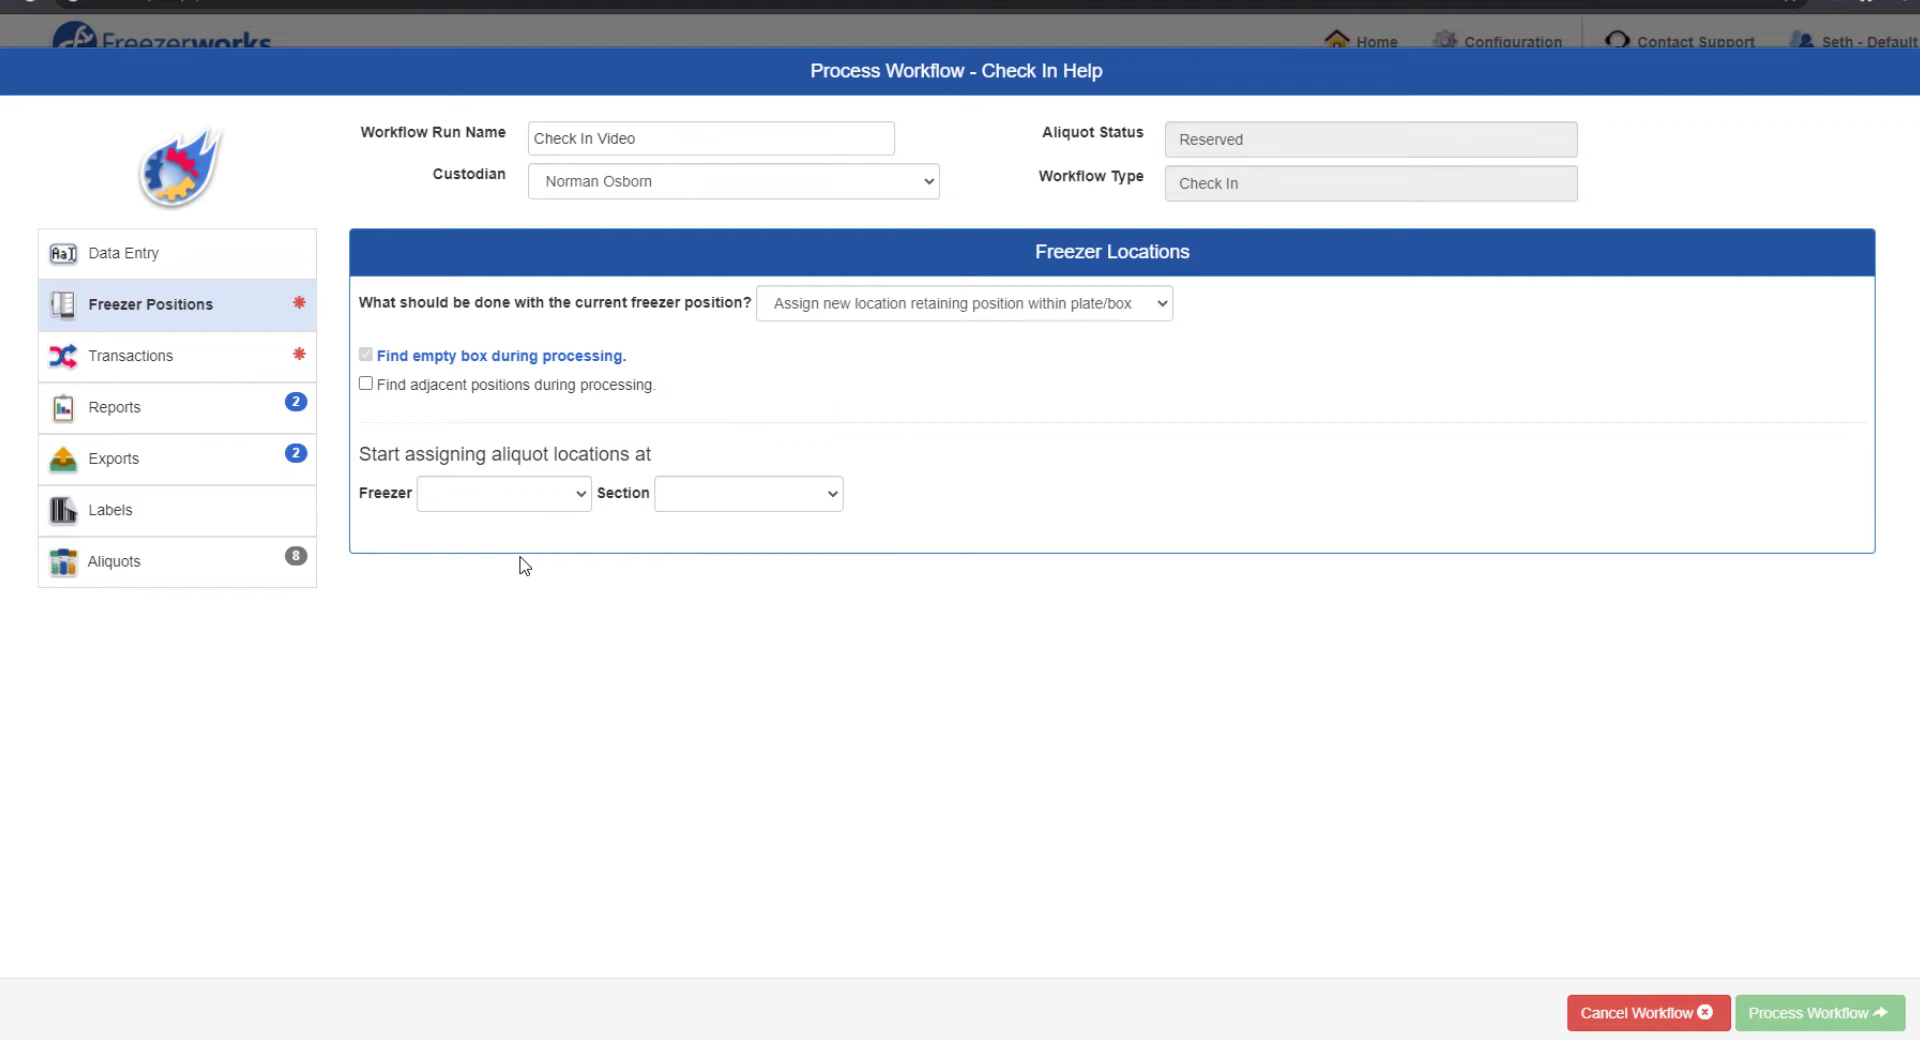 Freezerworks
Home
Configuration
Contact Support
Seth - Default
Process Workflow - Check In Help
Workflow Run Name
Check In Video
Aliquot Status
Reserved
Custodian
Norman Osborn
Workflow Type
Check In
Data Entry
Freezer Positions *
Transactions *
Reports 2
Exports 2
Labels
Aliquots 8
Freezer Locations
What should be done with the current freezer position? Assign new location retaining position within plate/box
Find empty box during processing.
Find adjacent positions during processing.
Start assigning aliquot locations at
Freezer Section
Cancel Workflow
Process Workflow